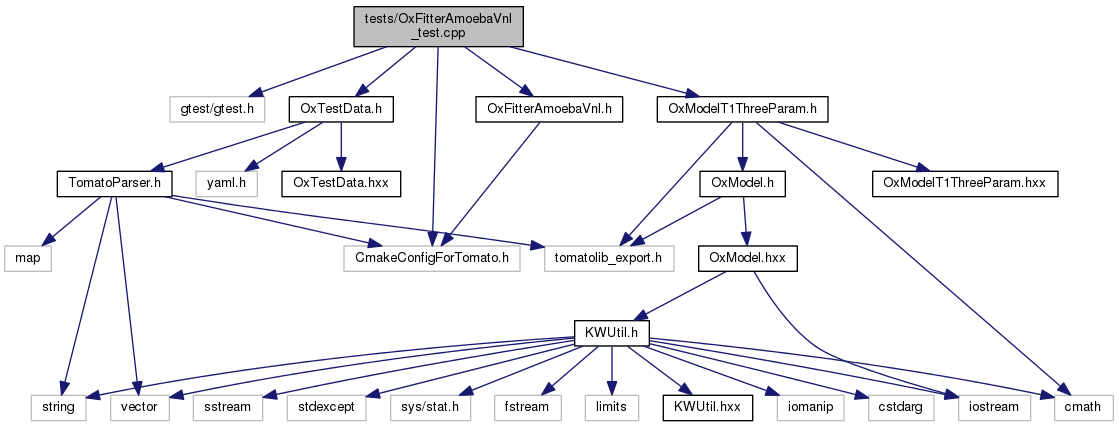 tests/OxFitterAmoebaVnl
_test.cpp
gtest/gtest.h
OxTestData.h
OxFitterAmoebaVnl.h
OxModelT1ThreeParam.h
TomatoParser.h
yaml.h
OxTestData.hxx
OxModel.h
OxModelT1ThreeParam.hxx
map
CmakeConfigForTomato.h
tomatolib_export.h
OxModel.hxx
KWUtil.h
string
vector
sstream
stdexcept
sys/stat.h
fstream
limits
KWUtil.hxx
iomanip
cstdarg
iostream
cmath